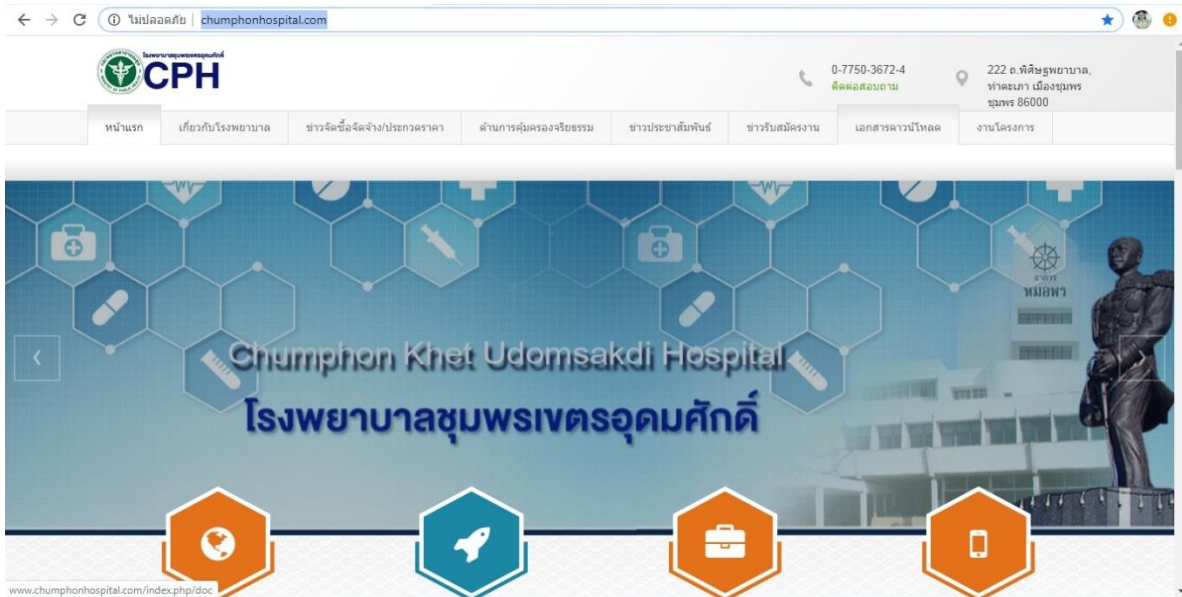 ไม่ปลอดภัย | chumphonhospital.com
โรงพยาบาลชุมพรเขตรอุดมศักดิ์
CPH
0-7750-3672-4
ติดต่อสอบถาม
222 ถ.พิศิษฐพยาบาล,
ท่าตะเภา เมืองชุมพร
ชุมพร 86000
หน้าแรก เกี่ยวกับโรงพยาบาล ข่าวจัดซื้อจัดจ้าง/ประกวดราคา ด้านการคุ้มครองจริยธรรม ข่าวประชาสัมพันธ์ ข่าวรับสมัครงาน เอกสารดาวน์โหลด งานโครงการ
อาคาร
หมอพร
Chumphon Khet Udomsakdi Hospital
โรงพยาบาลชุมพรเขตรอุดมศักดิ์
www.chumphonhospital.com/index.php/doc